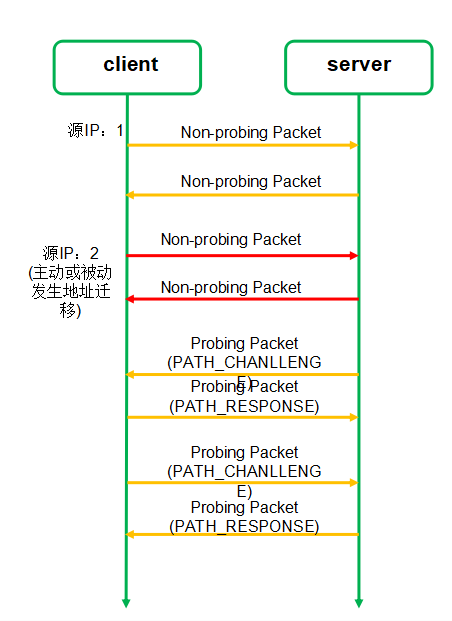 client
server
源IP：1
Non-probing Packet
Non-probing Packet
源IP：2
(主动或被动
发生地址迁
移)
Non-probing Packet
Non-probing Packet
Probing Packet
(PATH_CHANLLENG
E)
Probing Packet
(PATH_RESPONSE)
Probing Packet
(PATH_CHANLLENG
E)
Probing Packet
(PATH_RESPONSE)